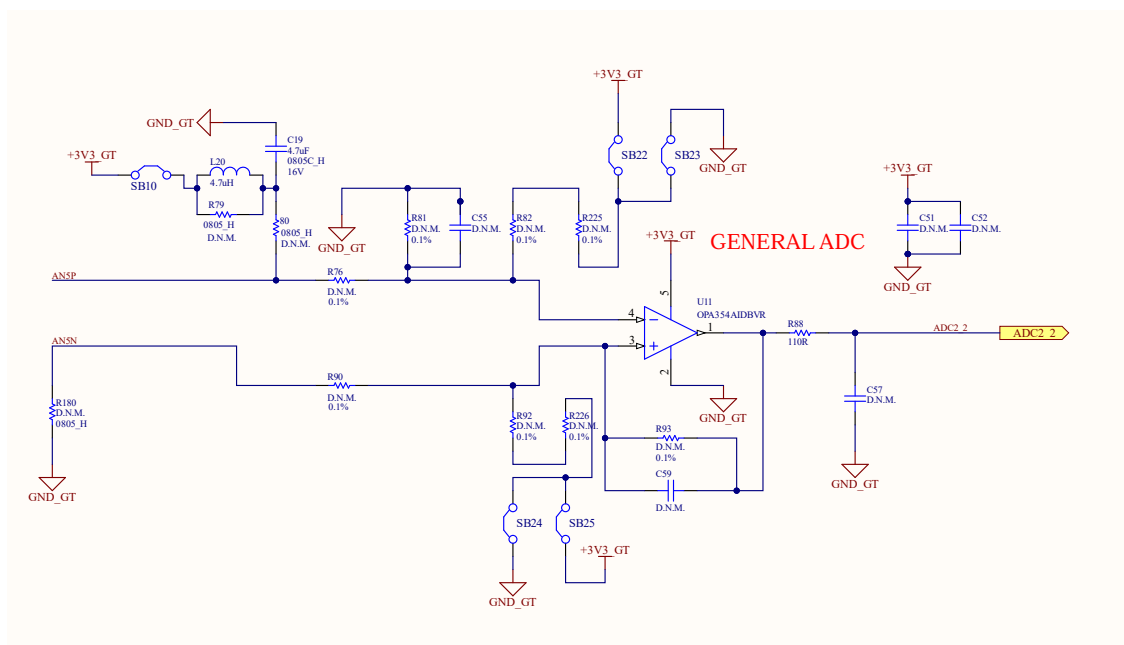 +3V3_GT
GND_GT
C19
4.7uF
0805C_H
16V
+3V3_GT
SB10
L20
4.7uH
R79
0805_H
D.N.M.
80
0805_H
D.N.M.
SB22
SB23
GND_GT
R81
D.N.M.
0.1%
C55
D.N.M.
R82
D.N.M.
0.1%
R225
D.N.M.
0.1%
GND_GT
+3V3_GT
GENERAL ADC
+3V3_GT
C51
D.N.M.
C52
D.N.M.
GND_GT
AN5P
R76
D.N.M.
0.1%
5
U11
OPA354AIDBVR
4
3
1
2
R88
110R
ADC2_2
ADC2_2
AN5N
R90
D.N.M.
0.1%
GND_GT
R180
D.N.M.
0805_H
GND_GT
R92
D.N.M.
0.1%
R226
D.N.M.
0.1%
R93
D.N.M.
0.1%
C59
D.N.M.
C57
D.N.M.
GND_GT
SB24
SB25
+3V3_GT
GND_GT